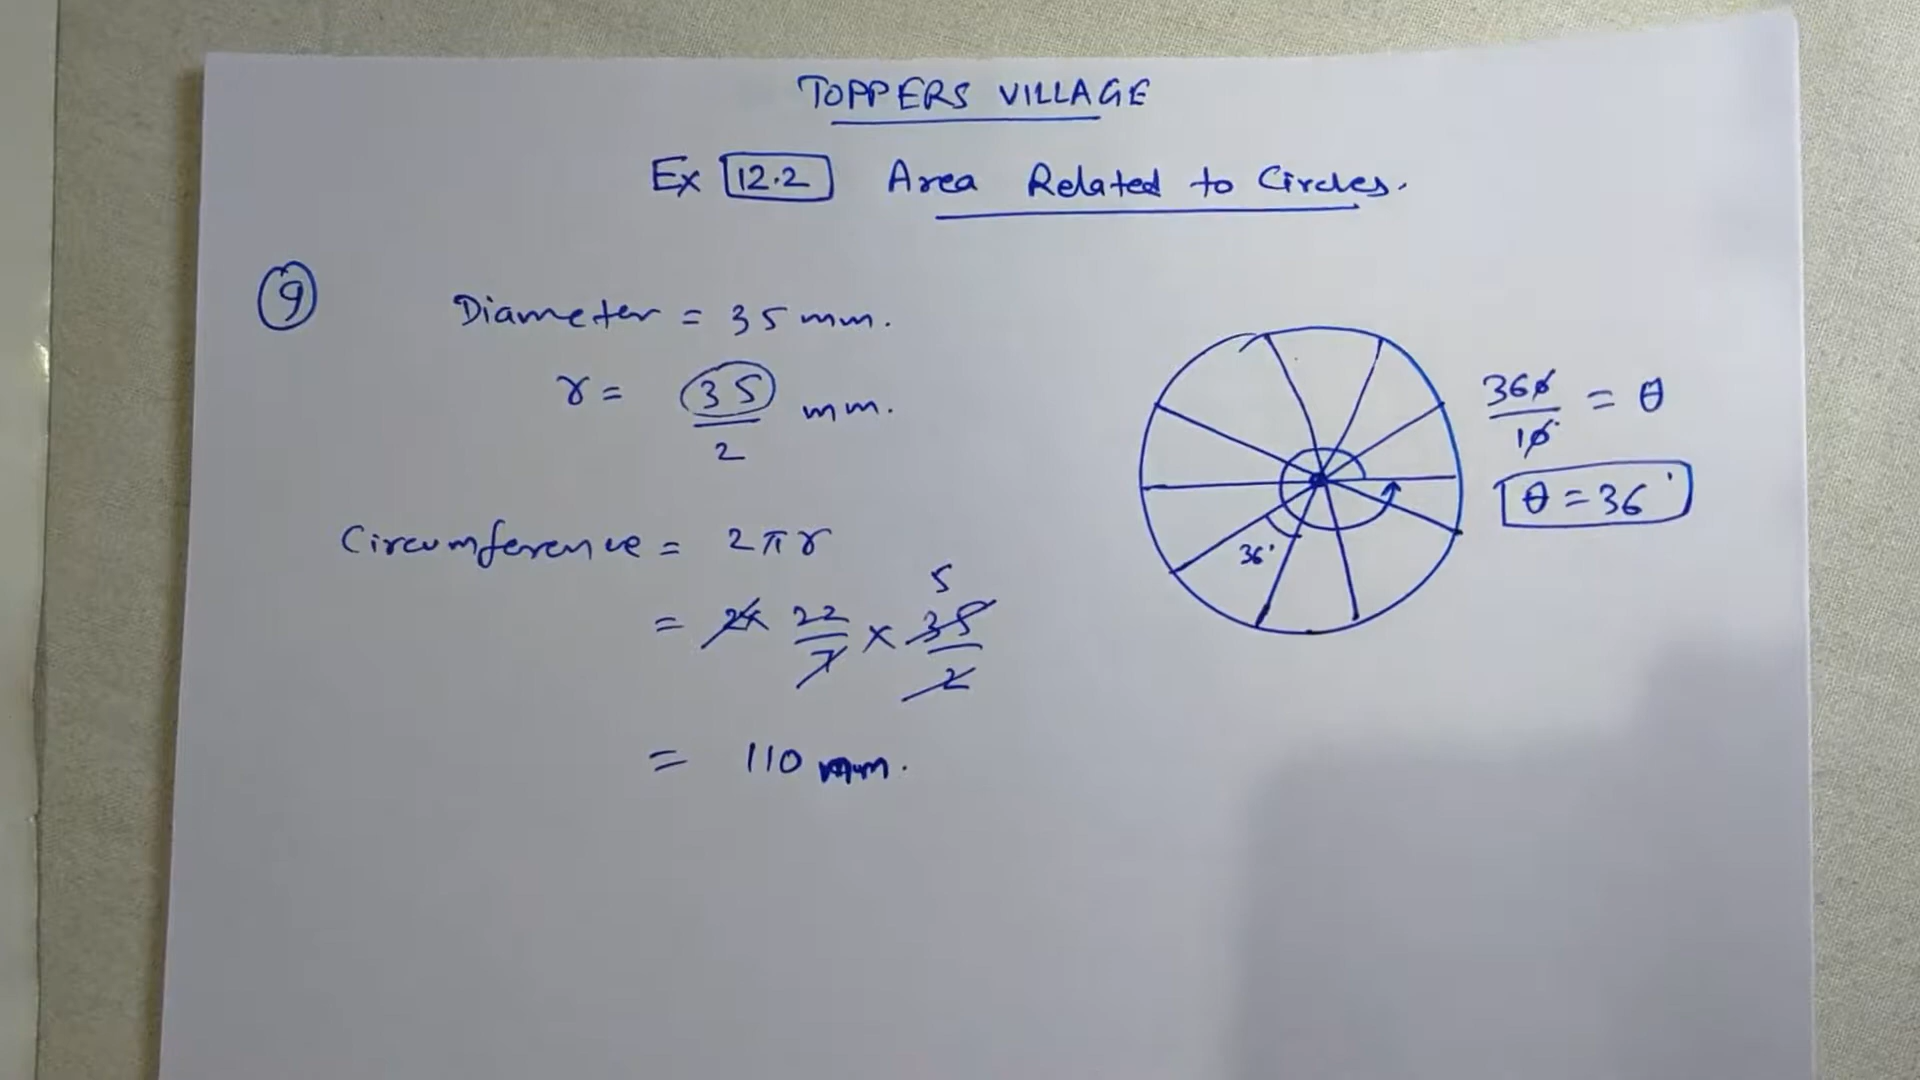 TOPPERS VILLAGE
Ex 12.2 Area Related to Circles.
9
Diameter = 35 mm.
r = 35/2 mm.
Circumference = 2πr
= 2x 22/7 x 35/2
5
= 110 mm.
36°
360/10 = θ
θ = 36°